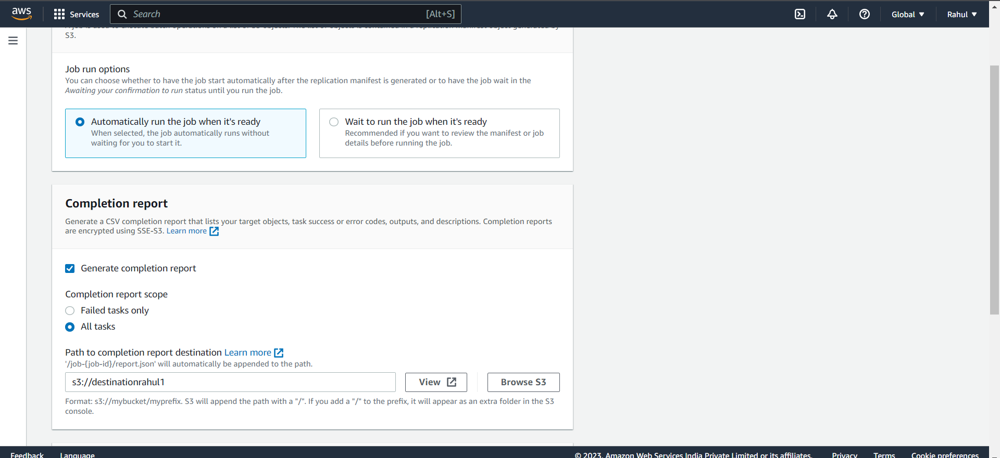 aws
Services
Search
[Alt+S]
Global
Rahul
S3.
Job run options
You can choose whether to have the job start automatically after the replication manifest is generated or to have the job wait in the
Awaiting your confirmation to run status until you run the job.
Automatically run the job when it's ready
When selected, the job automatically runs without
waiting for you to start it.
Wait to run the job when it's ready
Recommended if you want to review the manifest or job
details before running the job.
Completion report
Generate a CSV completion report that lists your target objects, task success or error codes, outputs, and descriptions. Completion reports
are encrypted using SSE-S3. Learn more
Generate completion report
Completion report scope
Failed tasks only
All tasks
Path to completion report destination Learn more
'/job-{job-id}/report.json' will automatically be appended to the path.
s3://destinationrahul1
View
Browse S3
Format: s3://mybucket/myprefix. S3 will append the path with a "/". If you add a "/" to the prefix, it will appear as an extra folder in the S3
console.
Feedback
Language
© 2023, Amazon Web Services India Private Limited or its affiliates.
Privacy
Terms
Cookie preferences